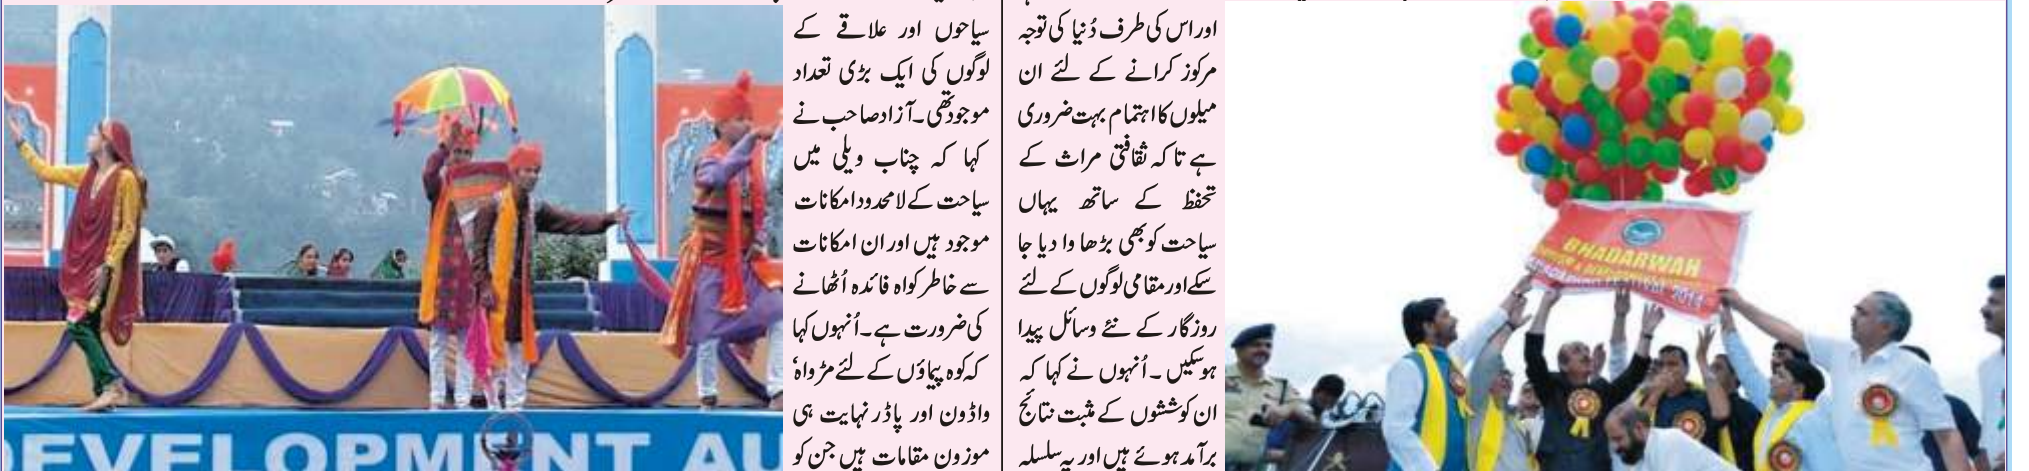 اور اس کی طرف دُنیا کی توجہ
مرکوز کرانے کے لئے ان
میلوں کا اہتمام بہت ضروری
ہے تاکہ ثقافتی مراث کے
تحفظ کے ساتھ یہاں
سیاحت کو بھی بڑھا وا دیا جا
سکے اور مقامی لوگوں کے لئے
روزگار کے نئے وسائل پیدا
ہوسکیں ۔ اُنہوں نے کہا کہ
ان کوششوں کے مثبت نتائج
برآمد ہوئے ہیں اور یہ سلسلہ
سیاحوں اور علاقے کے
لوگوں کی ایک بڑی تعداد
موجود تھی۔ آزاد صاحب نے
کہا کہ چناب ویلی میں
سیاحت کے لامحدود امکانات
موجود ہیں اور ان امکانات
سے خاطر کواہ فائدہ اُٹھانے
کی ضرورت ہے۔ اُنہوں کہا
کہ کوہ پیماؤں کے لئے مڑواہ'
واڈون اور پاڈر نہایت ہی
موزون مقامات ہیں جن کو
BHADARWAH
DEVELOPMENT AU